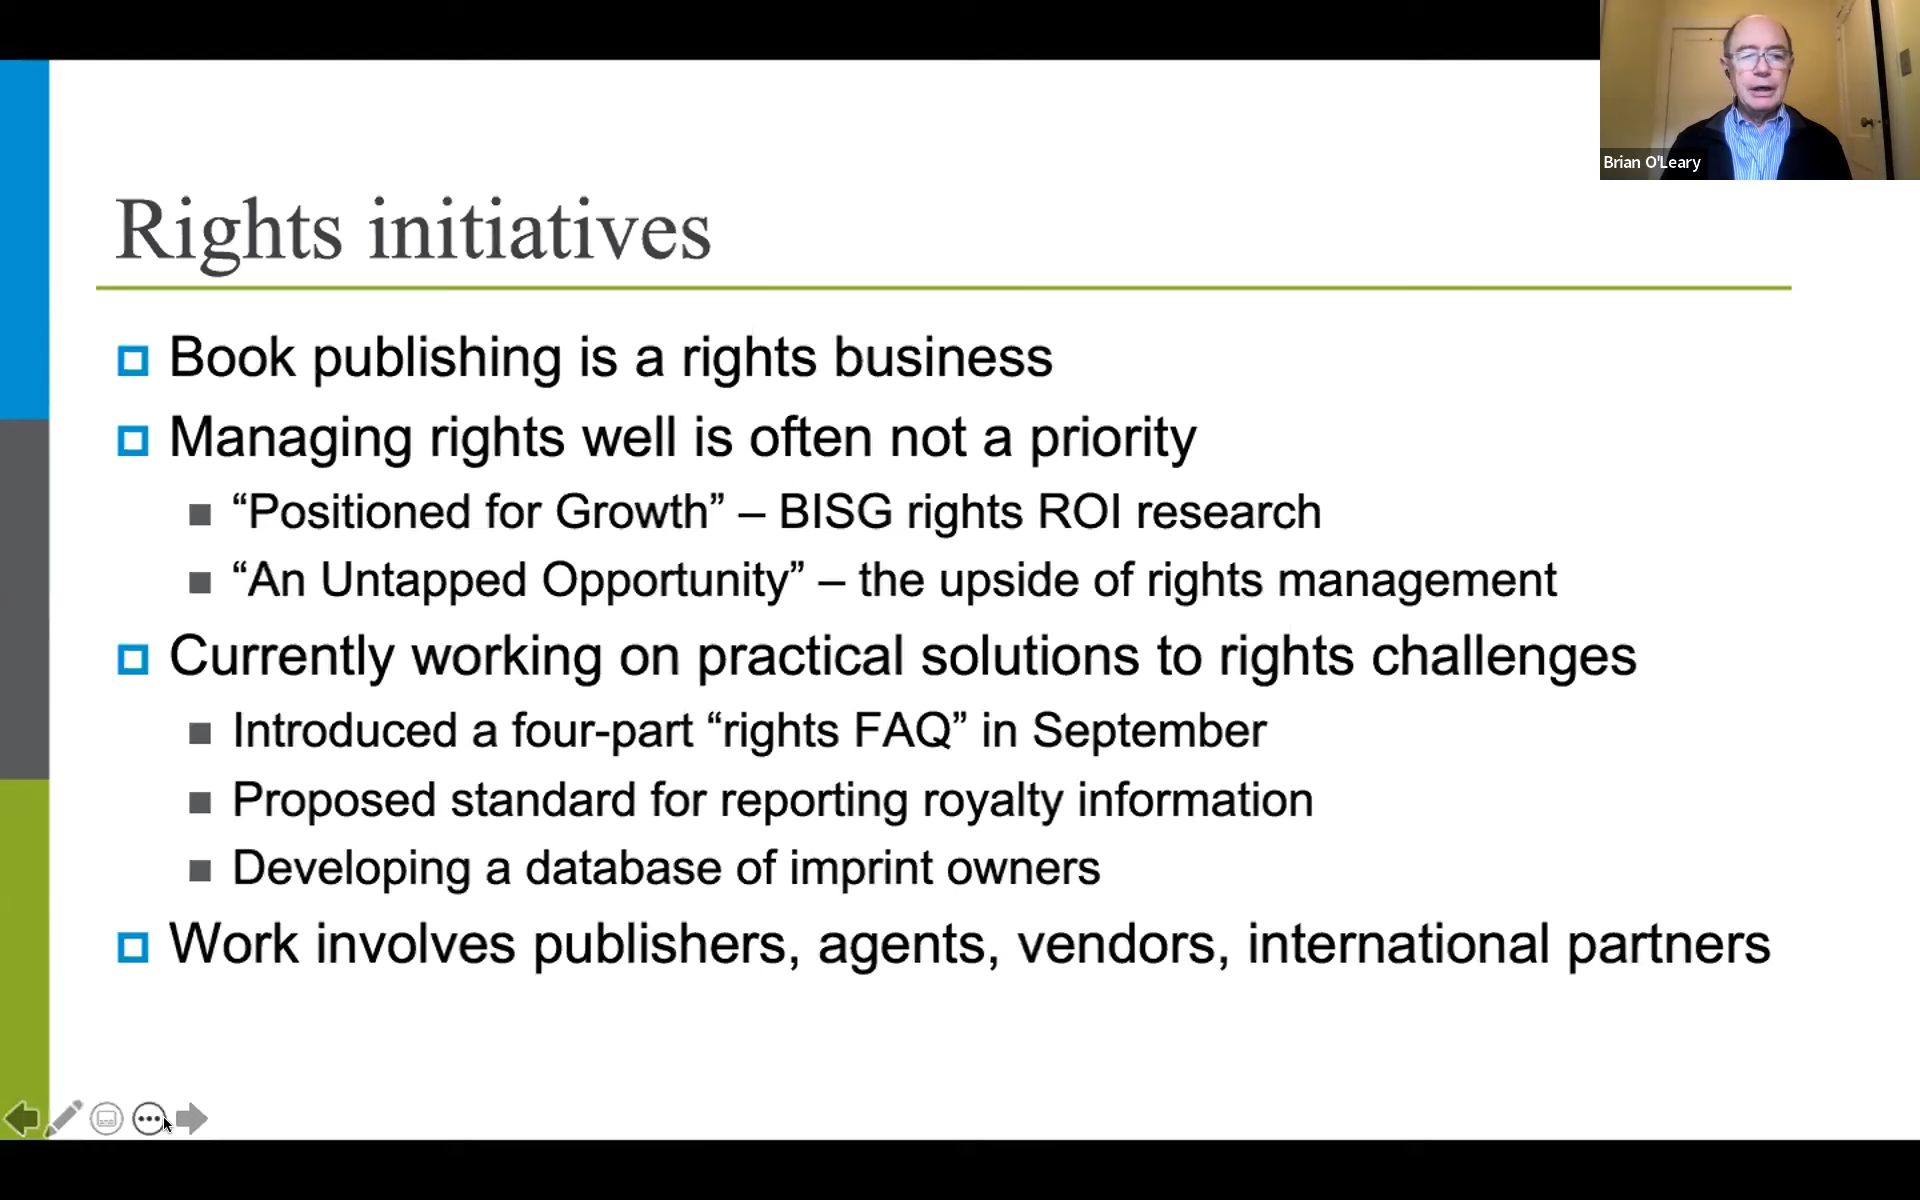 Brian O'Leary
Rights initiatives
Book publishing is a rights business
Managing rights well is often not a priority
“Positioned for Growth” – BISG rights ROI research
“An Untapped Opportunity” – the upside of rights management
Currently working on practical solutions to rights challenges
Introduced a four-part “rights FAQ” in September
Proposed standard for reporting royalty information
Developing a database of imprint owners
Work involves publishers, agents, vendors, international partners